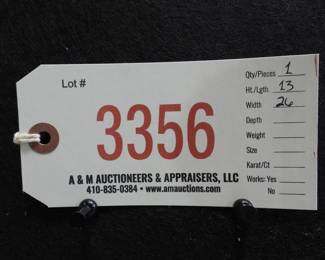 Lot #
3356
A & M AUCTIONEERS & APPRAISERS, LLC
410-835-0384 • www.amauctions.com
Qty/Pieces 1
Ht./Lgth 13
Width 26
Depth
Weight
Size
Karat/Ct
Works: Yes
No